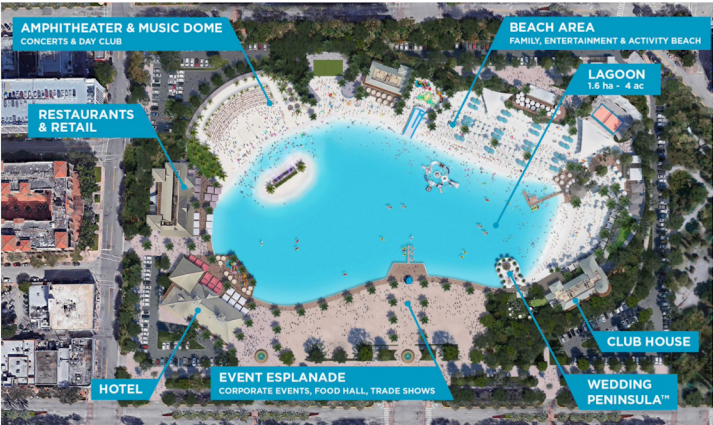 AMPHITHEATER & MUSIC DOME
CONCERTS & DAY CLUB
BEACH AREA
FAMILY, ENTERTAINMENT & ACTIVITY BEACH
LAGOON
1.6 ha - 4 ac
RESTAURANTS
& RETAIL
CLUB HOUSE
HOTEL
EVENT ESPLANADE
CORPORATE EVENTS, FOOD HALL, TRADE SHOWS
WEDDING
PENINSULA™